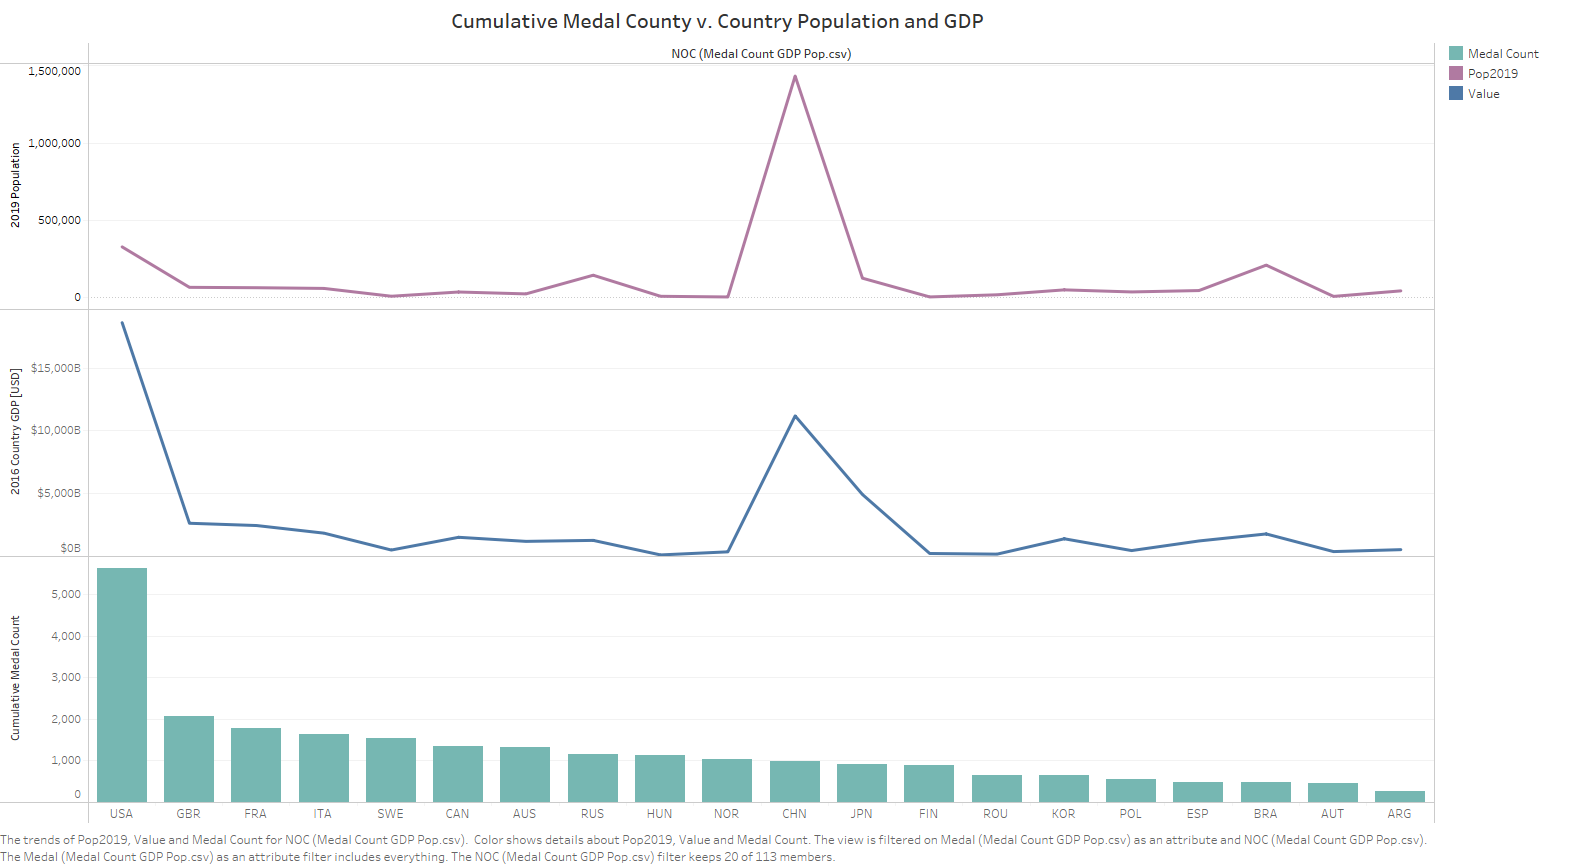 Cumulative Medal County v. Country Population and GDP
NOC (Medal Count GDP Pop.csv)
Medal Count
Pop2019
Value
2019 Population
1,500,000
1,000,000
500,000
0
2016 Country GDP [USD]
$15,000B
$10,000B
$5,000B
$0B
Cumulative Medal Count
5,000
4,000
3,000
2,000
1,000
0
USA GBR FRA ITA SWE CAN AUS RUS HUN NOR CHN JPN FIN ROU KOR POL ESP BRA AUT ARG
The trends of Pop2019, Value and Medal Count for NOC (Medal Count GDP Pop.csv).  Color shows details about Pop2019, Value and Medal Count. The view is filtered on Medal (Medal Count GDP Pop.csv) as an attribute and NOC (Medal Count GDP Pop.csv).
The Medal (Medal Count GDP Pop.csv) as an attribute filter includes everything. The NOC (Medal Count GDP Pop.csv) filter keeps 20 of 113 members.